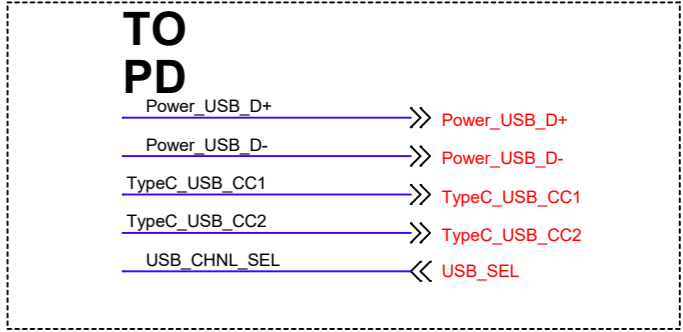 TO
PD
Power_USB_D+ Power_USB_D+
Power_USB_D- Power_USB_D-
TypeC_USB_CC1 TypeC_USB_CC1
TypeC_USB_CC2 TypeC_USB_CC2
USB_CHNL_SEL USB_SEL